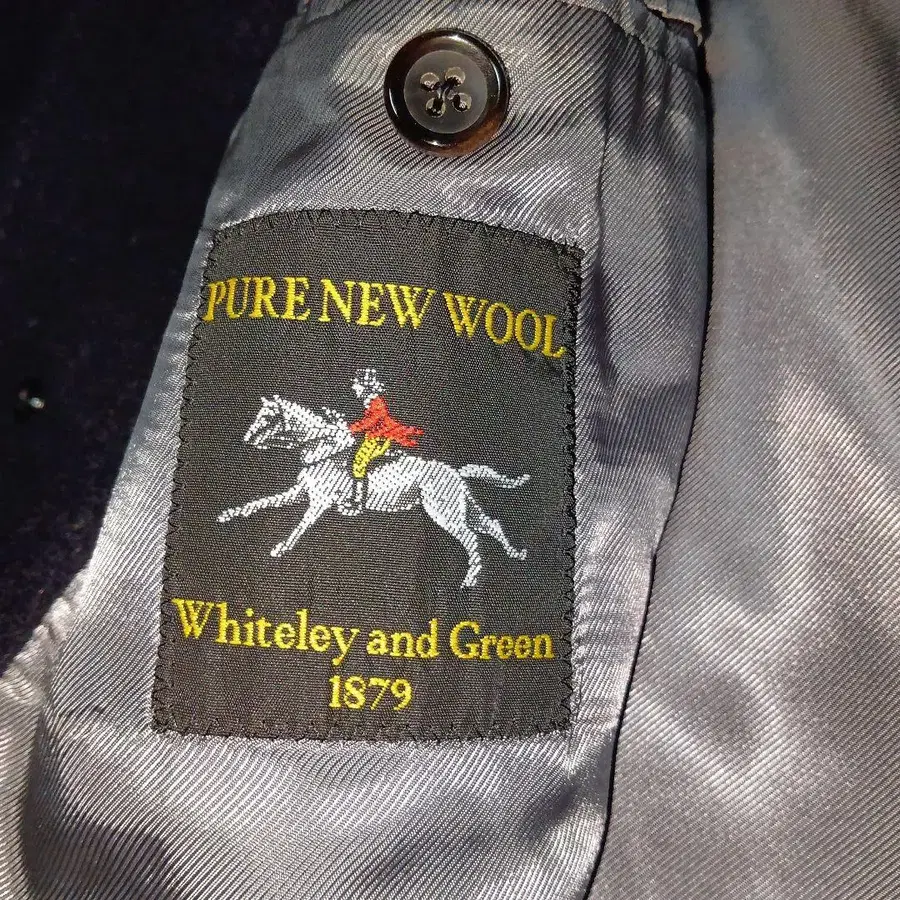 PURE NEW WOOL
Whiteley and Green
1879